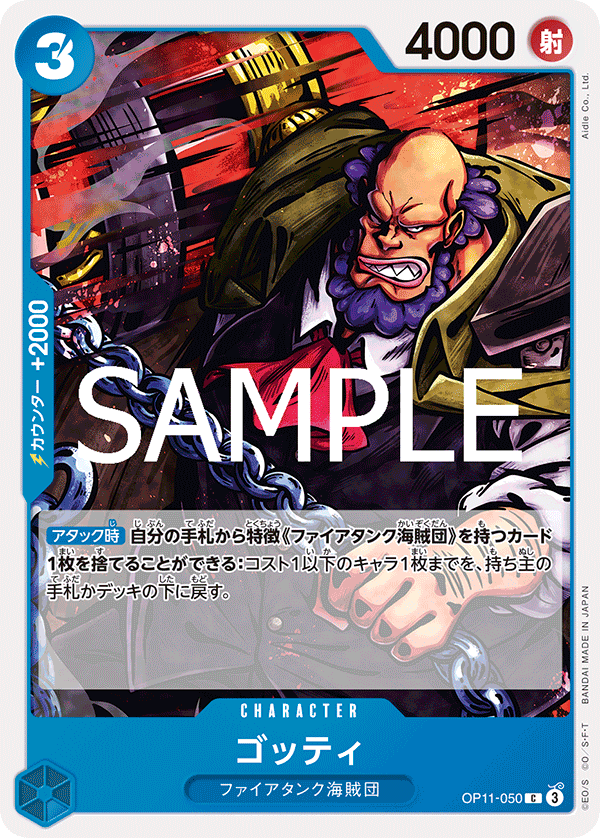 3
4000
射
Aidle Co., Ltd.
カウンター +2000
SAMPLE
アタック時 自分の手札から特徴《ファイアタンク海賊団》を持つカード
1枚を捨てることができる:コスト1以下のキャラ1枚までを、持ち主の
手札かデッキの下に戻す。
CHARACTER
ゴッティ
ファイアタンク海賊団
OP11-050 C 3
©E.O/S ©O/S・F・T BANDAI MADE IN JAPAN